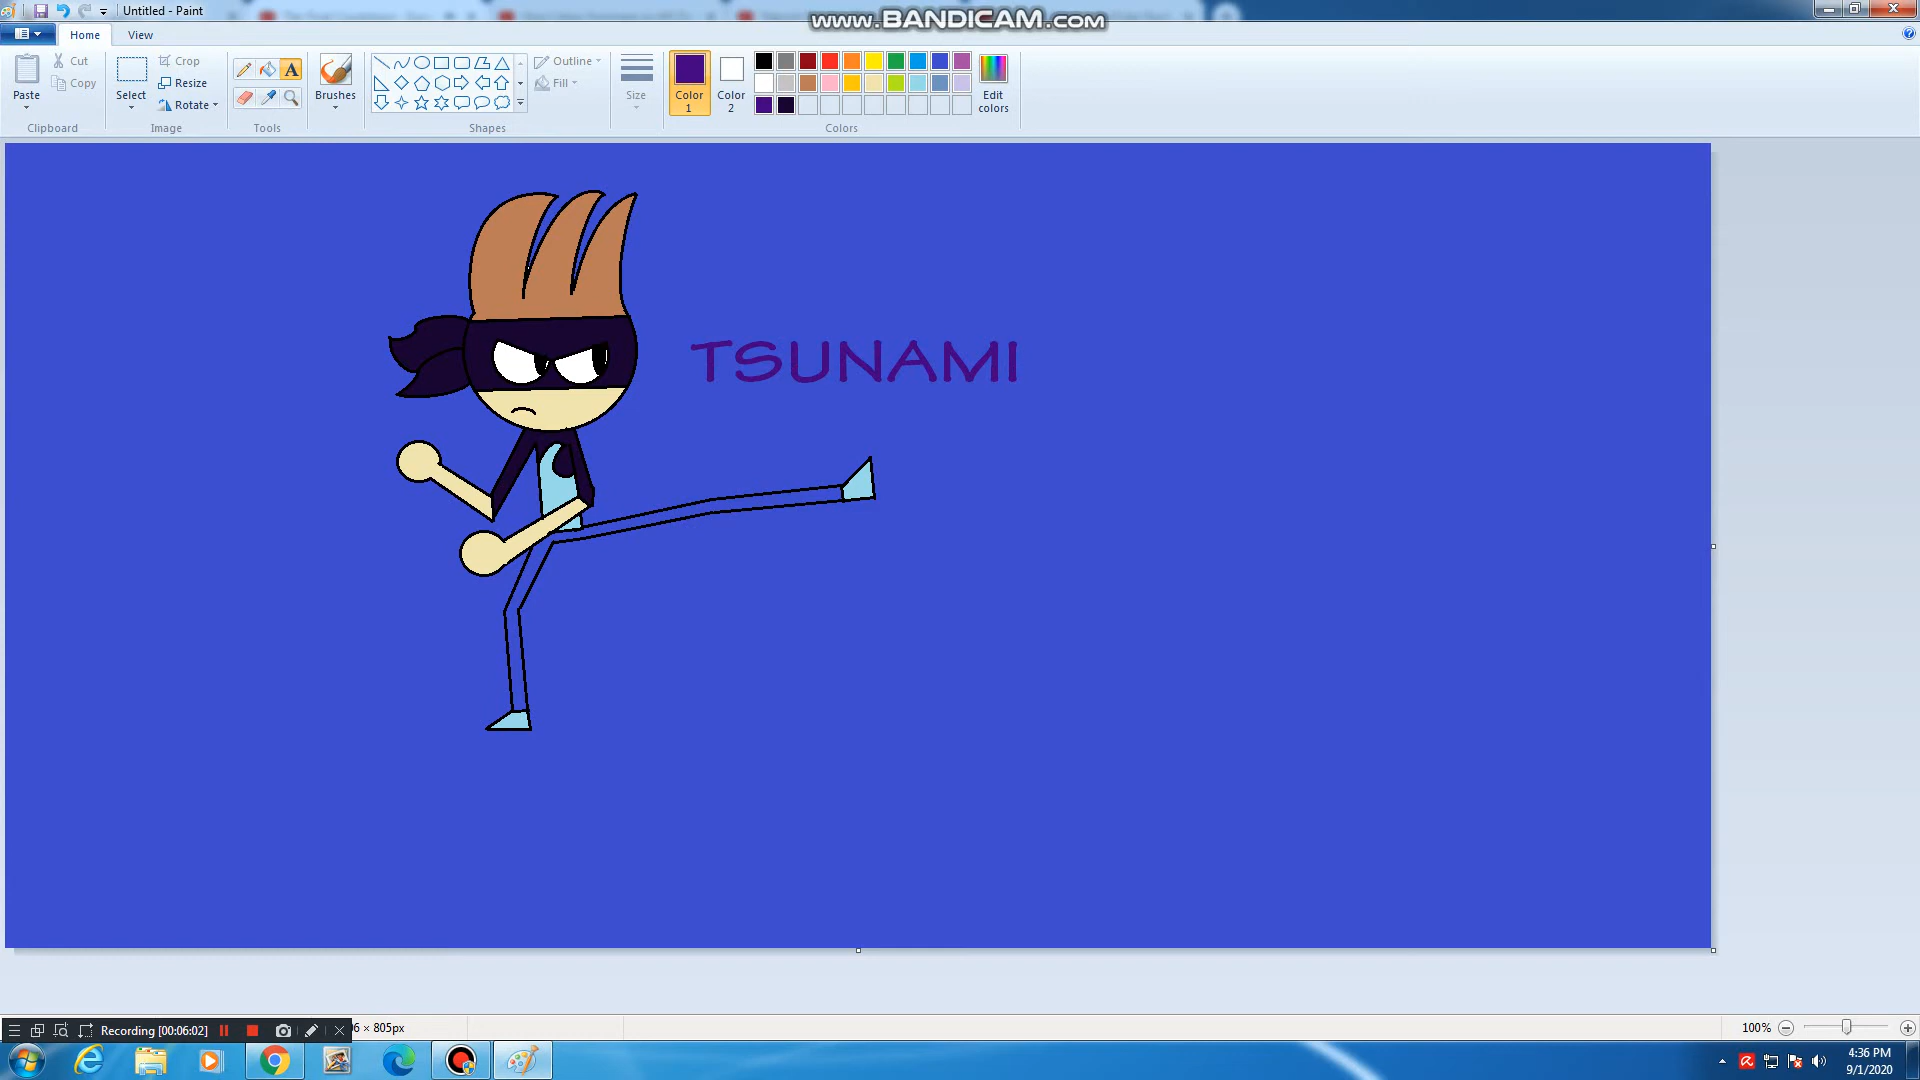 Untitled - Paint
www.BANDICAM.com
Home
View
Paste
Cut
Copy
Clipboard
Select
Crop
Resize
Rotate
Image
A
Tools
Brushes
Shapes
Outline
Fill
Size
Color 1
Color 2
Edit colors
Colors
TSUNAMI
Recording [00:06:02]
6 × 805px
100%
4:36 PM
9/1/2020